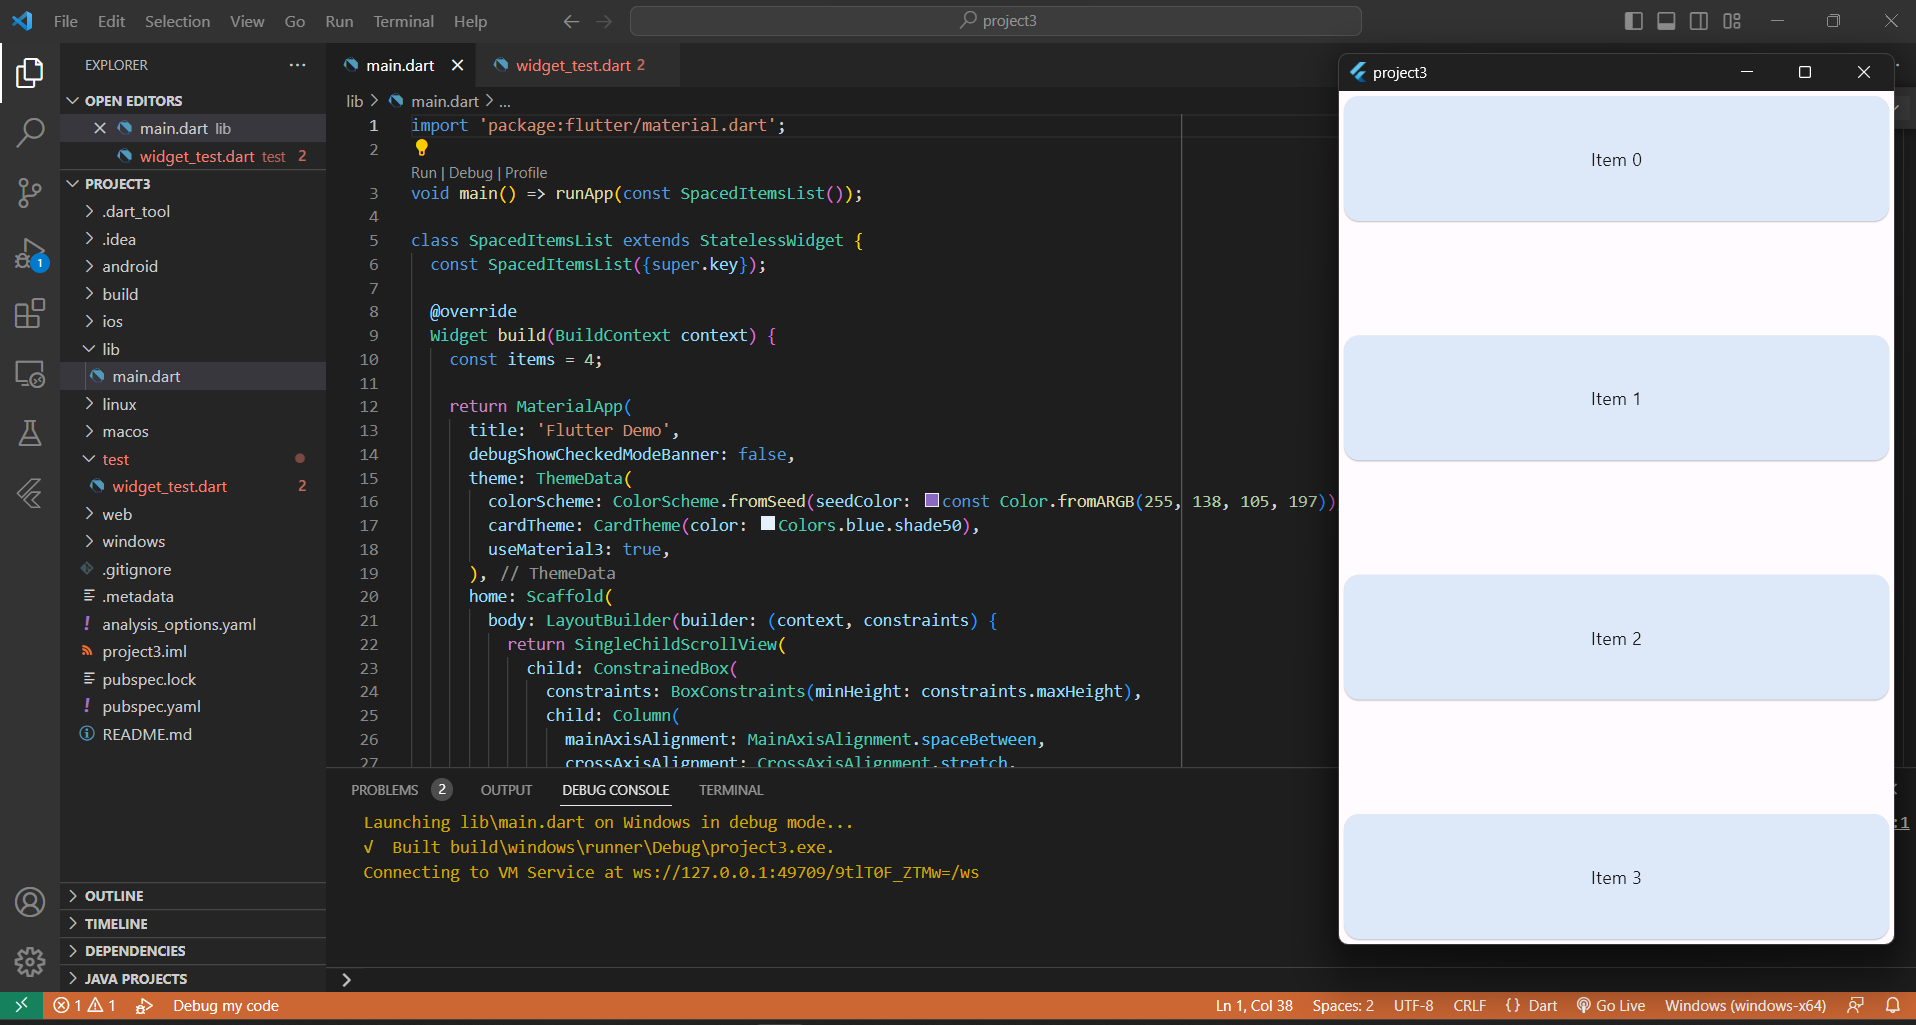 File Edit Selection View Go Run Terminal Help
project3
EXPLORER
OPEN EDITORS
main.dart lib
widget_test.dart test 2
PROJECT3
.dart_tool
.idea
android
build
ios
lib
main.dart
linux
macos
test
widget_test.dart 2
web
windows
.gitignore
.metadata
analysis_options.yaml
project3.iml
pubspec.lock
pubspec.yaml
README.md
OUTLINE
TIMELINE
DEPENDENCIES
JAVA PROJECTS
1
main.dart
widget_test.dart 2
lib > main.dart > ...
1 import 'package:flutter/material.dart';
2
Run | Debug | Profile
3 void main() => runApp(const SpacedItemsList());
4
5 class SpacedItemsList extends StatelessWidget {
6 const SpacedItemsList({super.key});
7
8 @override
9 Widget build(BuildContext context) {
10 const items = 4;
11
12 return MaterialApp(
13 title: 'Flutter Demo',
14 debugShowCheckedModeBanner: false,
15 theme: ThemeData(
16 colorScheme: ColorScheme.fromSeed(seedColor: const Color.fromARGB(255, 138, 105, 197))
17 cardTheme: CardTheme(color: Colors.blue.shade50),
18 useMaterial3: true,
19 ), // ThemeData
20 home: Scaffold(
21 body: LayoutBuilder(builder: (context, constraints) {
22 return SingleChildScrollView(
23 child: ConstrainedBox(
24 constraints: BoxConstraints(minHeight: constraints.maxHeight),
25 child: Column(
26 mainAxisAlignment: MainAxisAlignment.spaceBetween,
27 crossAxisAlignment: CrossAxisAlignment.stretch,
PROBLEMS 2 OUTPUT DEBUG CONSOLE TERMINAL
Launching lib\main.dart on Windows in debug mode...
√ Built build\windows\runner\Debug\project3.exe.
Connecting to VM Service at ws://127.0.0.1:49709/9tlT0F_ZTMw=/ws
:1
project3
Item 0
Item 1
Item 2
Item 3
1 1 Debug my code
Ln 1, Col 38 Spaces: 2 UTF-8 CRLF {} Dart Go Live Windows (windows-x64)